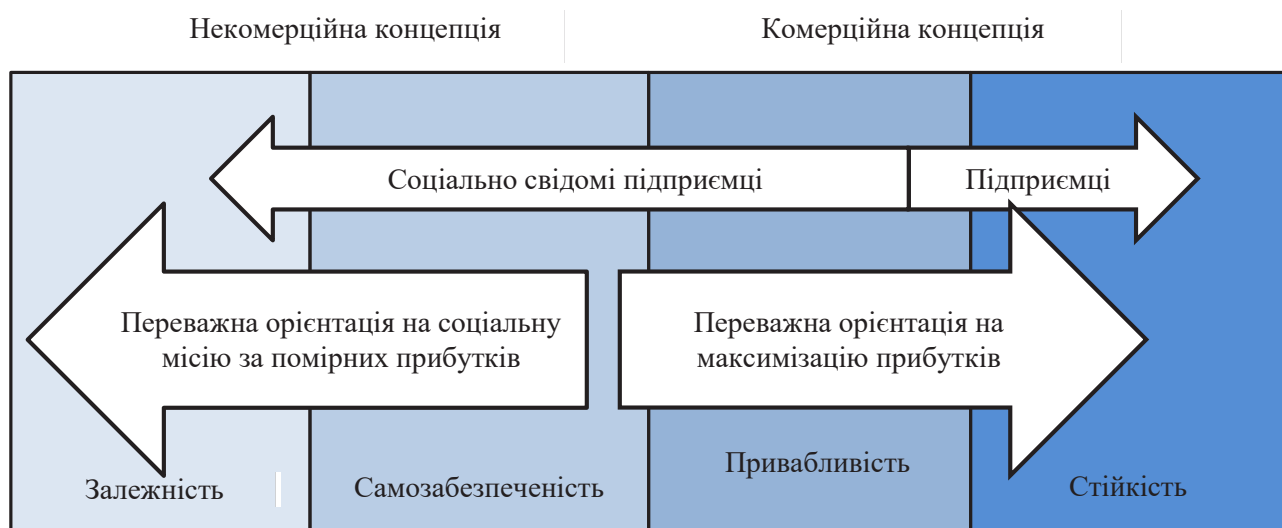 Некомерційна концепція
Комерційна концепція
Соціально свідомі підприємці
Підприємці
Переважна орієнтація на соціальну
місію за помірних прибутків
Переважна орієнтація на
максимізацію прибутків
Залежність
Самозабезпеченість
Привабливість
Стійкість